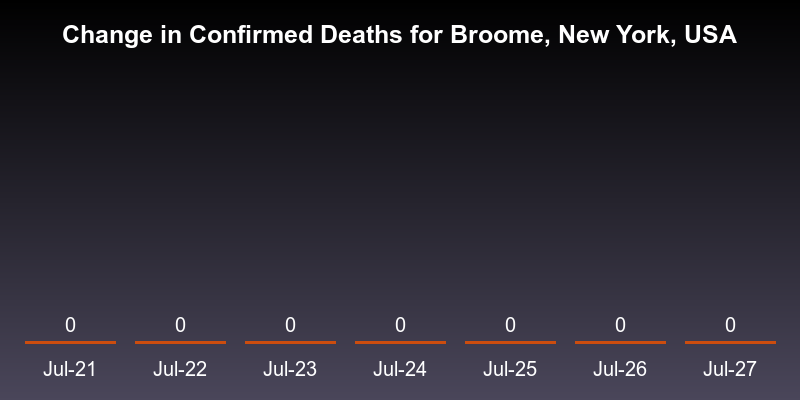 Change in Confirmed Deaths for Broome, New York, USA
0 0 0 0 0 0 0
Jul-21 Jul-22 Jul-23 Jul-24 Jul-25 Jul-26 Jul-27